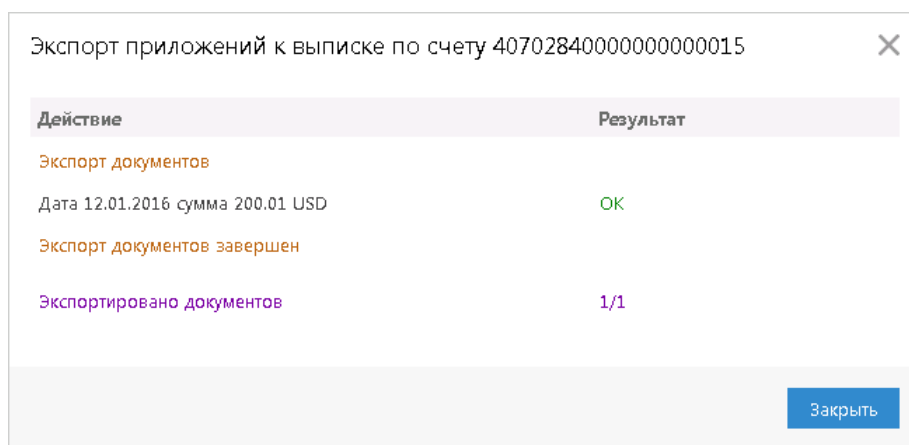 Экспорт приложений к выписке по счету 40702840000000000015
Действие Результат
Экспорт документов
Дата 12.01.2016 сумма 200.01 USD OK
Экспорт документов завершен
Экспортировано документов 1/1
Закрыть